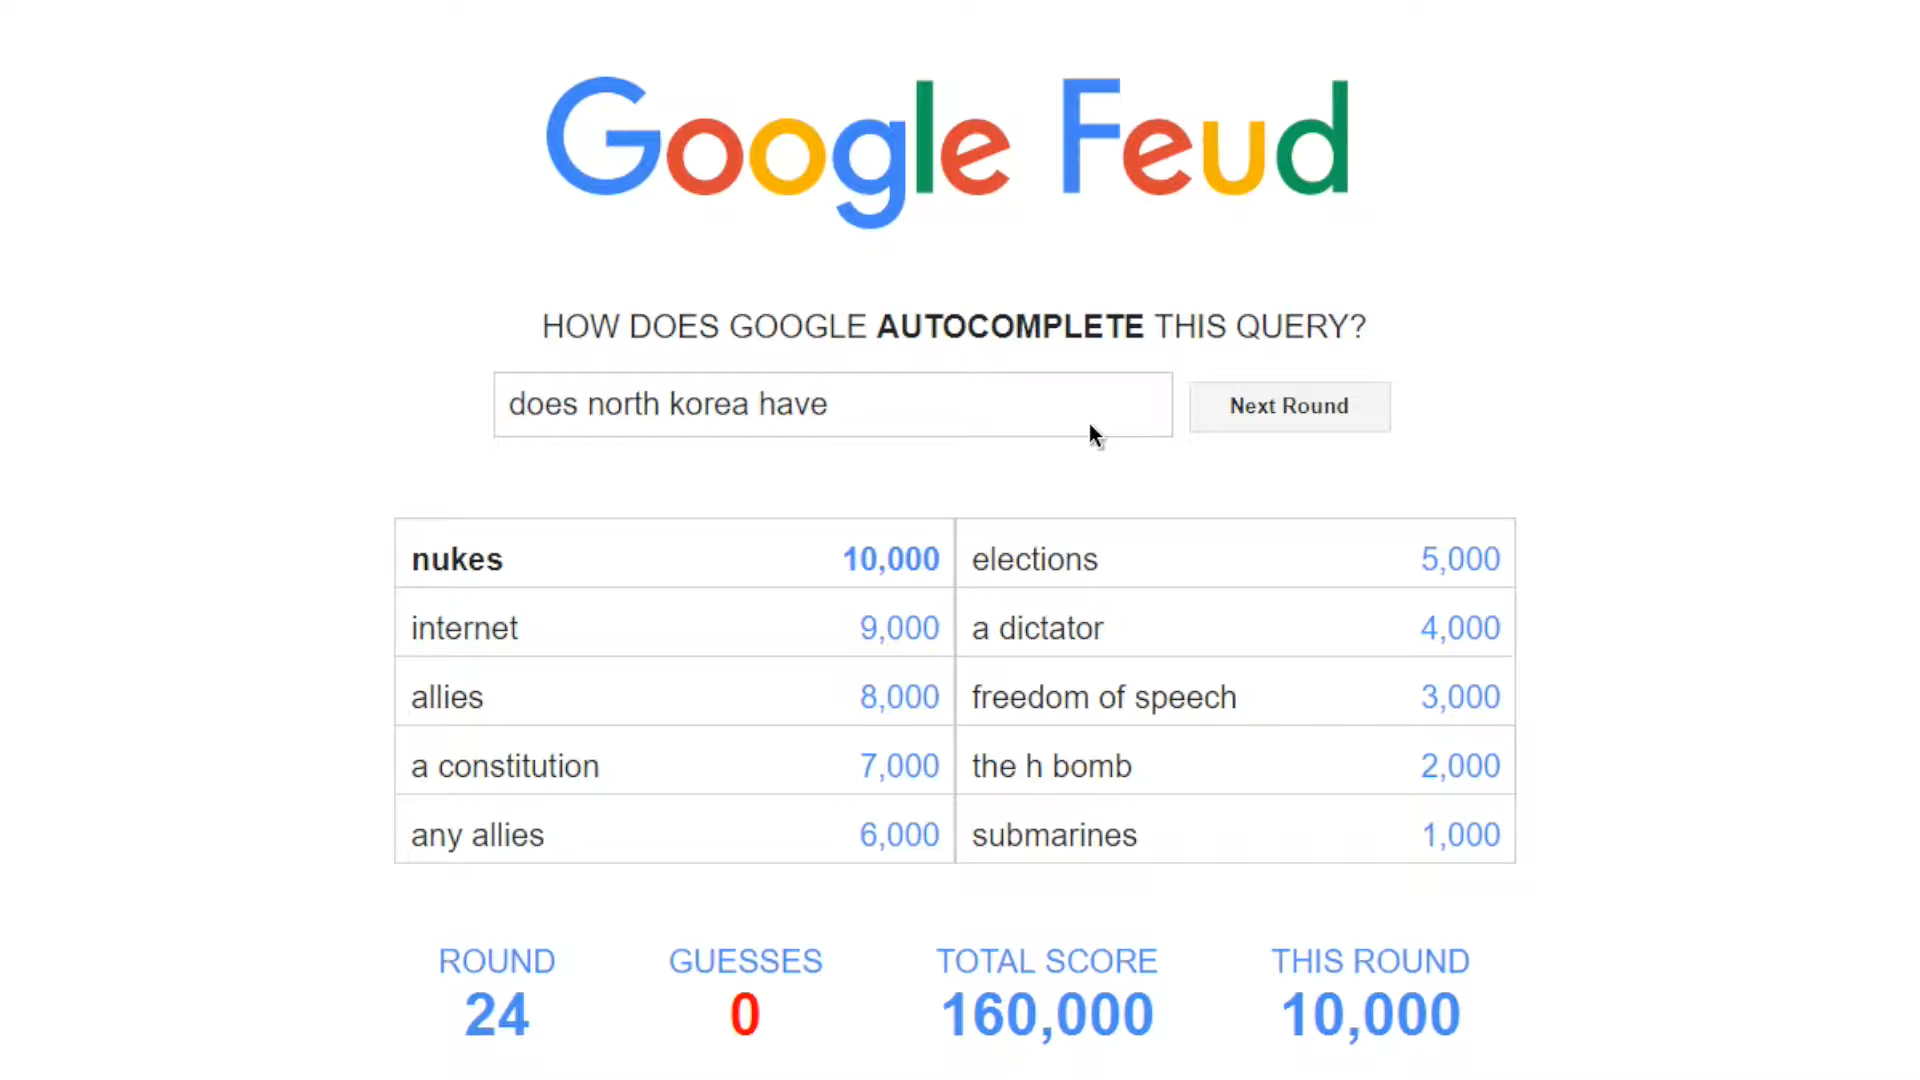 Google Feud
HOW DOES GOOGLE AUTOCOMPLETE THIS QUERY?
does north korea have
Next Round
nukes 10,000 elections 5,000
internet 9,000 a dictator 4,000
allies 8,000 freedom of speech 3,000
a constitution 7,000 the h bomb 2,000
any allies 6,000 submarines 1,000
ROUND GUESSES TOTAL SCORE THIS ROUND
24 0 160,000 10,000